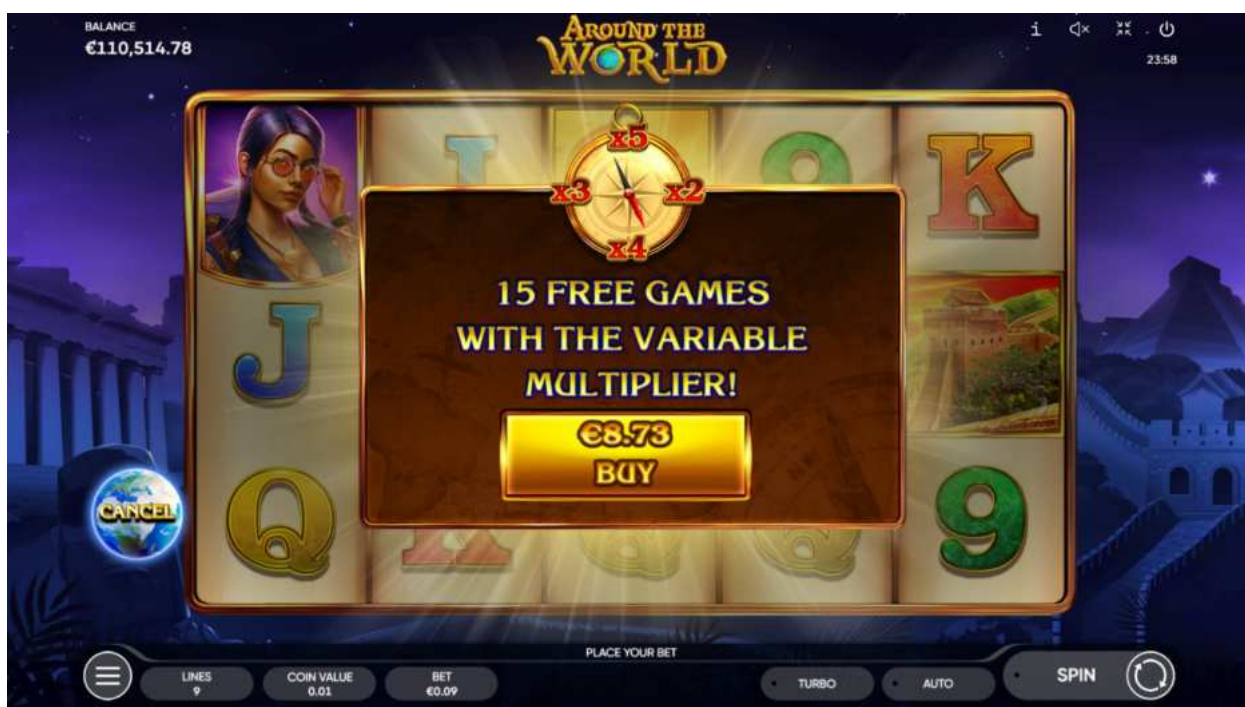 BALANCE
€110,514.78
AROUND THE
WORLD
i
23:58
x5
x3
x2
x4
K
J
15 FREE GAMES
WITH THE VARIABLE
MULTIPLIER!
€8.73
BUY
CANCEL
Q
K
Q
Q
9
PLACE YOUR BET
LINES
9
COIN VALUE
0.01
BET
€0.09
TURBO
AUTO
SPIN